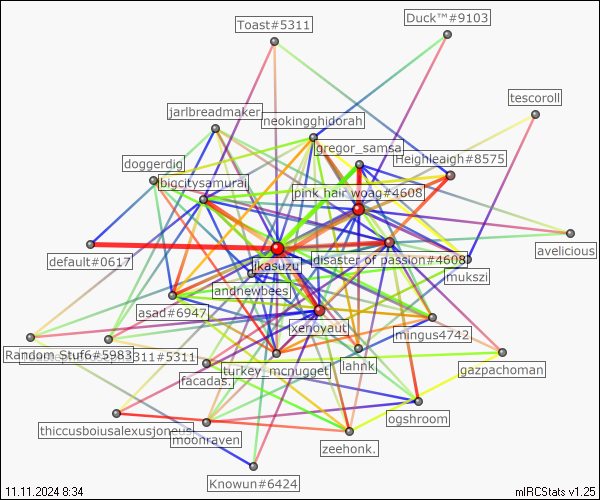 Duck™#9103
Toast#5311
tescoroll
jarlbreadmaker
neokingghidorah
gregor_samsa
Heighleaigh#8575
doggerdig
bigcitysamurai
pink hair woag#4608
avelicious
default#0617
jikasuzu
disaster of passion#4608
mukszi
andnewbees
asad#6947
xenoyaut
mingus4742
Random Stuf6#5983
3311#5311
lahnk
gazpachoman
turkey_mcnugget
facadas.
ogshroom
thiccusboiusalexusjoneus
moonraven
zeehonk.
Knowun#6424
11.11.2024 8:34
mIRCStats v1.25